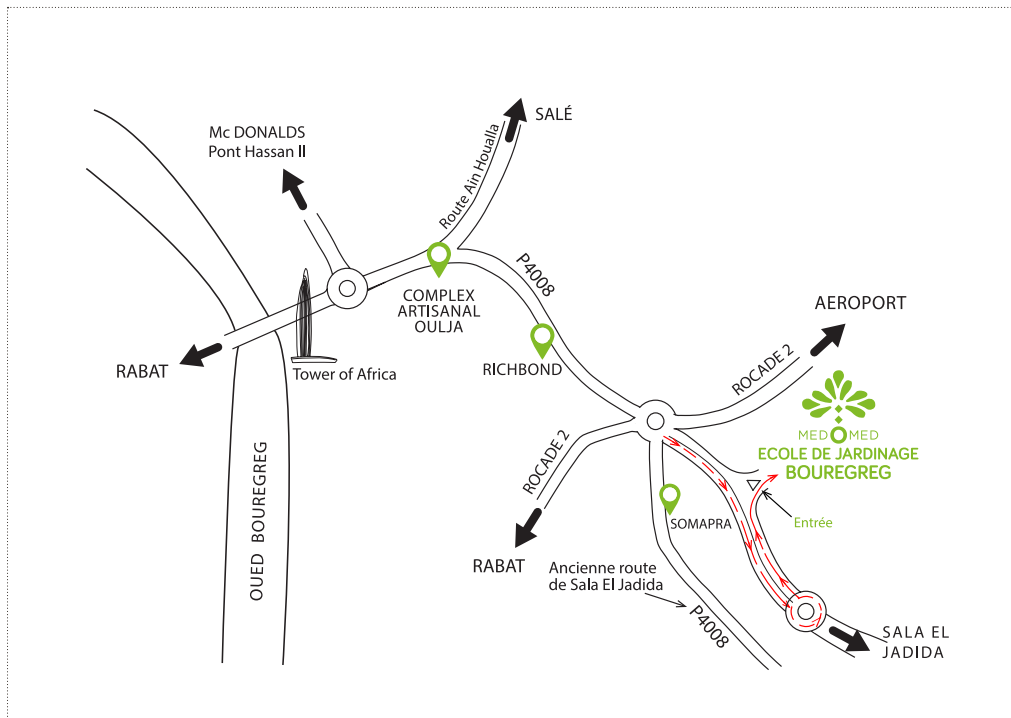 SALÉ
Mc DONALDS
Pont Hassan II
Route Ain Houalla
P4008
COMPLEX
ARTISANAL
OULJA
AEROPORT
RABAT
Tower of Africa
RICHBOND
ROCADE 2
MED O MED
ECOLE DE JARDINAGE
BOUREGREG
ROCADE 2
OUED BOUREGREG
SOMAPRA
Entrée
RABAT
Ancienne route
de Sala El Jadida
P4008
SALA EL
JADIDA